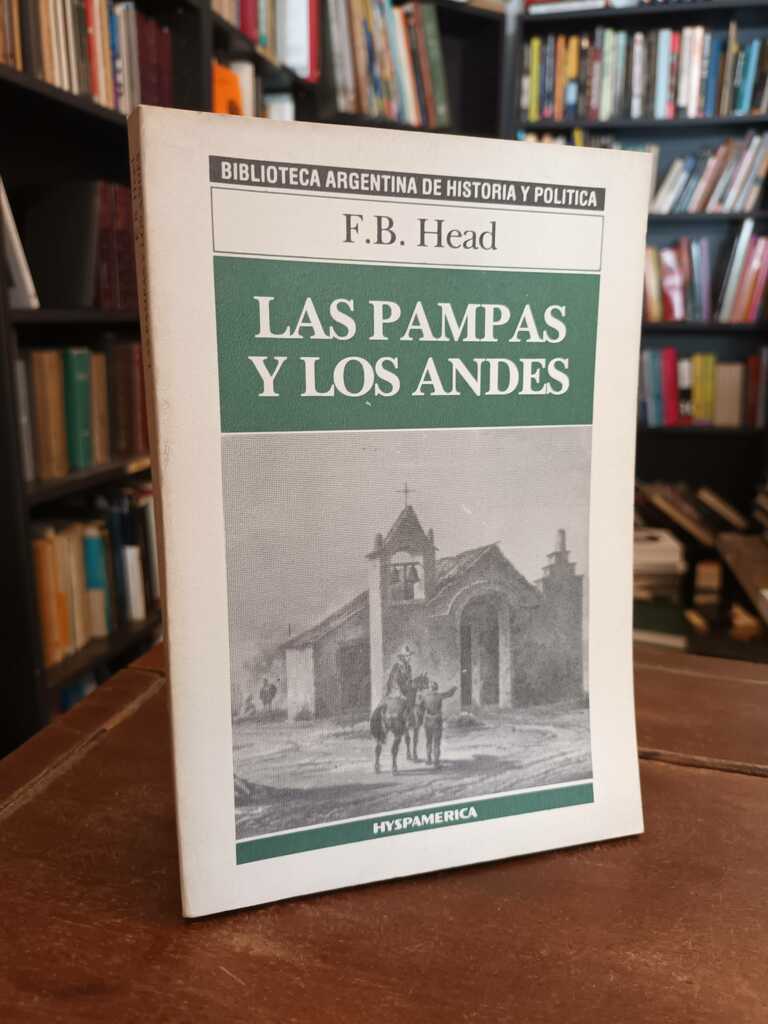 BIBLIOTECA ARGENTINA DE HISTORIA Y POLITICA
F.B. Head
LAS PAMPAS
Y LOS ANDES
HYSPAMERICA